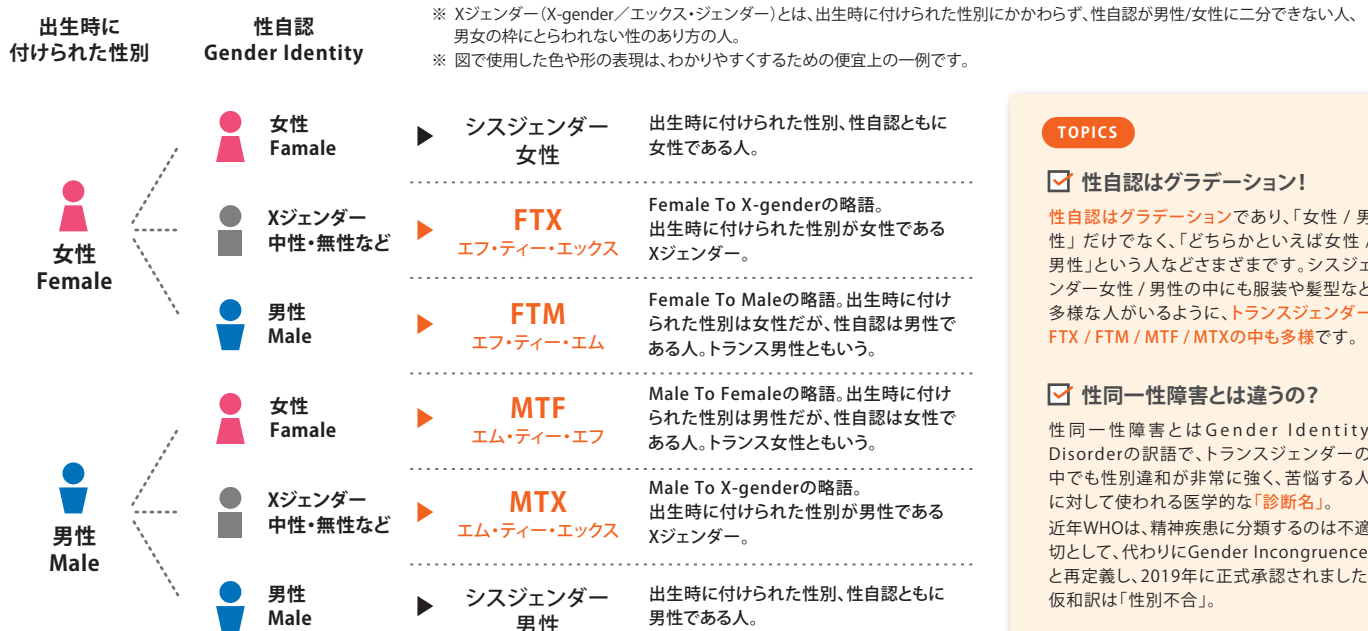 出生時に
付けられた性別
性自認
Gender Identity
※ Xジェンダー(X-gender／エックス・ジェンダー)とは、出生時に付けられた性別にかかわらず、性自認が男性/女性に二分できない人、
男女の枠にとらわれない性のあり方の人。
※ 図で使用した色や形の表現は、わかりやすくするための便宜上の一例です。
女性
Female
女性
Famale
シスジェンダー
女性
出生時に付けられた性別、性自認ともに
女性である人。
Xジェンダー
中性・無性など
FTX
エフ・ティー・エックス
Female To X-genderの略語。
出生時に付けられた性別が女性である
Xジェンダー。
男性
Male
FTM
エフ・ティー・エム
Female To Maleの略語。出生時に付け
られた性別は女性だが、性自認は男性で
ある人。トランス男性ともいう。
男性
Male
女性
Famale
MTF
エム・ティー・エフ
Male To Femaleの略語。出生時に付け
られた性別は男性だが、性自認は女性で
ある人。トランス女性ともいう。
Xジェンダー
中性・無性など
MTX
エム・ティー・エックス
Male To X-genderの略語。
出生時に付けられた性別が男性である
Xジェンダー。
男性
Male
シスジェンダー
男性
出生時に付けられた性別、性自認ともに
男性である人。
TOPICS
性自認はグラデーション！
性自認はグラデーションであり、「女性 / 男
性」だけでなく、「どちらかといえば女性 /
男性」という人などさまざまです。シスジェ
ンダー女性 / 男性の中にも服装や髪型など
多様な人がいるように、トランスジェンダー
FTX / FTM / MTF / MTXの中も多様です。
性同一性障害とは違うの？
性同一性障害とはGender Identity
Disorderの訳語で、トランスジェンダーの
中でも性別違和が非常に強く、苦悩する人
に対して使われる医学的な「診断名」。
近年WHOは、精神疾患に分類するのは不適
切として、代わりにGender Incongruence
と再定義し、2019年に正式承認されました
仮和訳は「性別不合」。